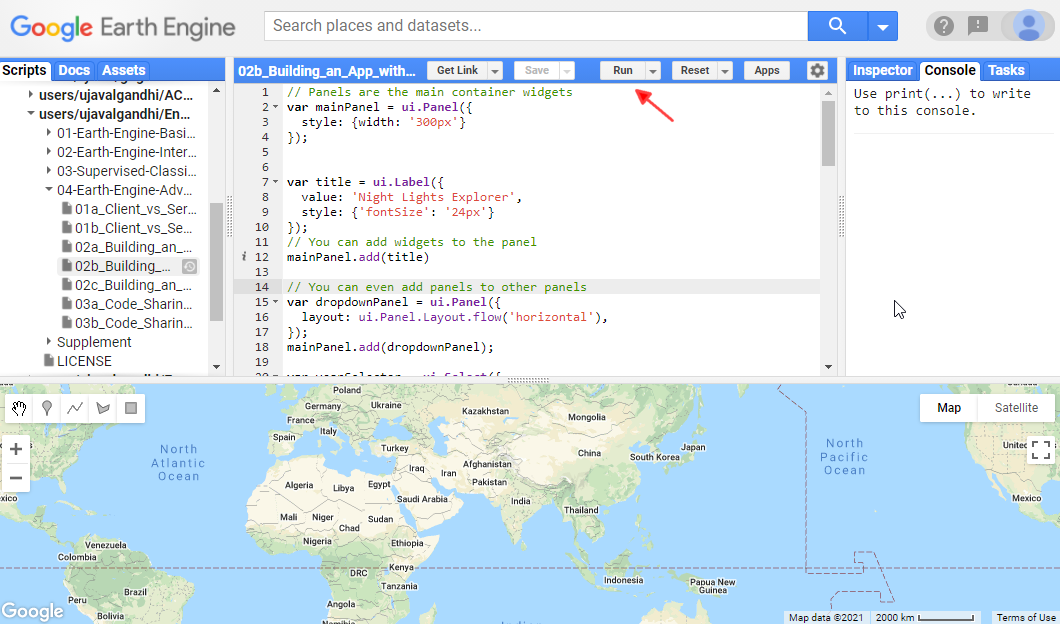 Google Earth Engine
Search places and datasets...
Scripts Docs Assets
users/ujavalgandhi/AC...
users/ujavalgandhi/En...
01-Earth-Engine-Basi...
02-Earth-Engine-Inter...
03-Supervised-Classi...
04-Earth-Engine-Adv...
01a_Client_vs_Ser...
01b_Client_vs_Se...
02a_Building_an_...
02b_Building_...
02c_Building_an_...
03a_Code_Sharin...
03b_Code_Sharin...
Supplement
LICENSE
02b_Building_an_App_with... Get Link Save Run Reset Apps
1 // Panels are the main container widgets
2 var mainPanel = ui.Panel({
3 style: {width: '300px'}
4 });
5
6
7 var title = ui.Label({
8 value: 'Night Lights Explorer',
9 style: {'fontSize': '24px'}
10 });
11 // You can add widgets to the panel
i 12 mainPanel.add(title)
13
14 // You can even add panels to other panels
15 var dropdownPanel = ui.Panel({
16 layout: ui.Panel.Layout.flow('horizontal'),
17 });
18 mainPanel.add(dropdownPanel);
19
Inspector Console Tasks
Use print(...) to write
to this console.
Map Satellite
+
−
Poland
Germany
Ukraine
France
Italy
Spain
Turkey
Kazakhstan
Mongolia
China
South Korea
Japan
Iraq
Iran
Afghanistan
Pakistan
India
Thailand
Algeria
Libya
Egypt
Saudi Arabia
Mali
Niger
Chad
Sudan
Nigeria
Ethiopia
DRC
Kenya
Tanzania
Angola
Indonesia
Papua New
Guinea
North
Atlantic
Ocean
North
Pacific
Ocean
Mexico
Venezuela
Colombia
Peru
Brazil
Bolivia
Google
Map data ©2021 2000 km Terms of Use